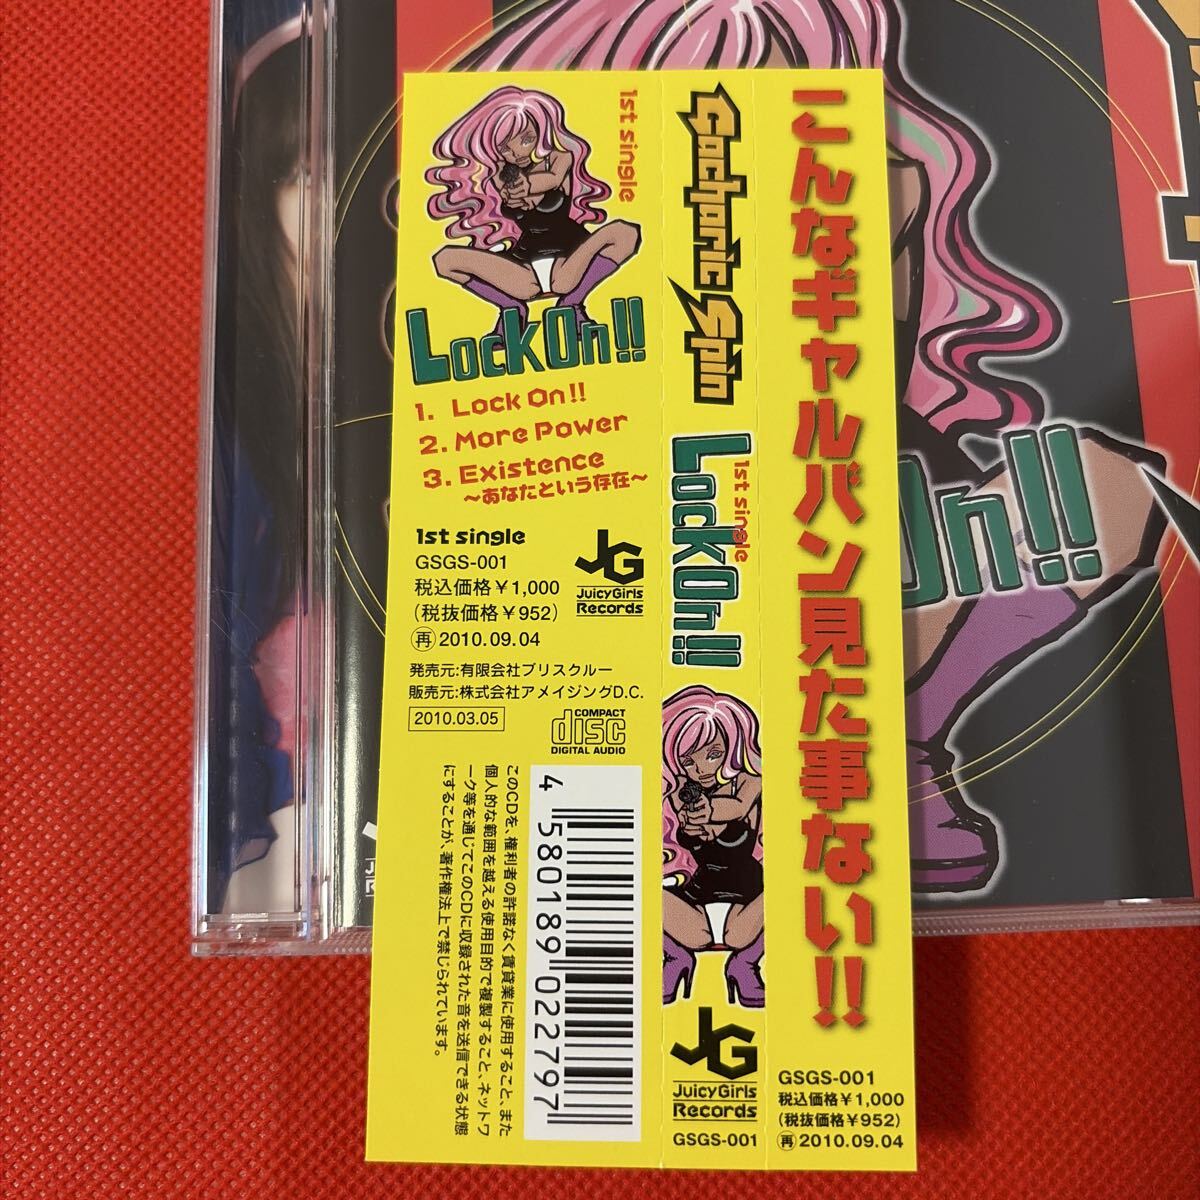 1st single
Lock On!!
1. Lock On!!
2. More Power
3. Existence
～あなたという存在～
1st single
GSGS-001
税込価格￥1,000
(税抜価格￥952)
再 2010.09.04
JG
JuicyGirls
Records
発売元:有限会社ブリスクルー
販売元:株式会社アメイジングD.C.
2010.03.05
COMPACT
disc
DIGITAL AUDIO
このCDを、権利者の許諾なく賃貸業に使用すること、また
個人的な範囲を越える使用目的で複製すること、ネットワ
ーク等を通じてこのCDに収録された音を送信できる状態
にすることが、著作権法上で禁じられています。
4 580189 022797
Gacharic Spin
1st single
Lock On!!
JG
JuicyGirls
Records
GSGS-001
こんなギャルバン見た事ない!!
GSGS-001
税込価格￥1,000
(税抜価格￥952)
再 2010.09.04
On!!